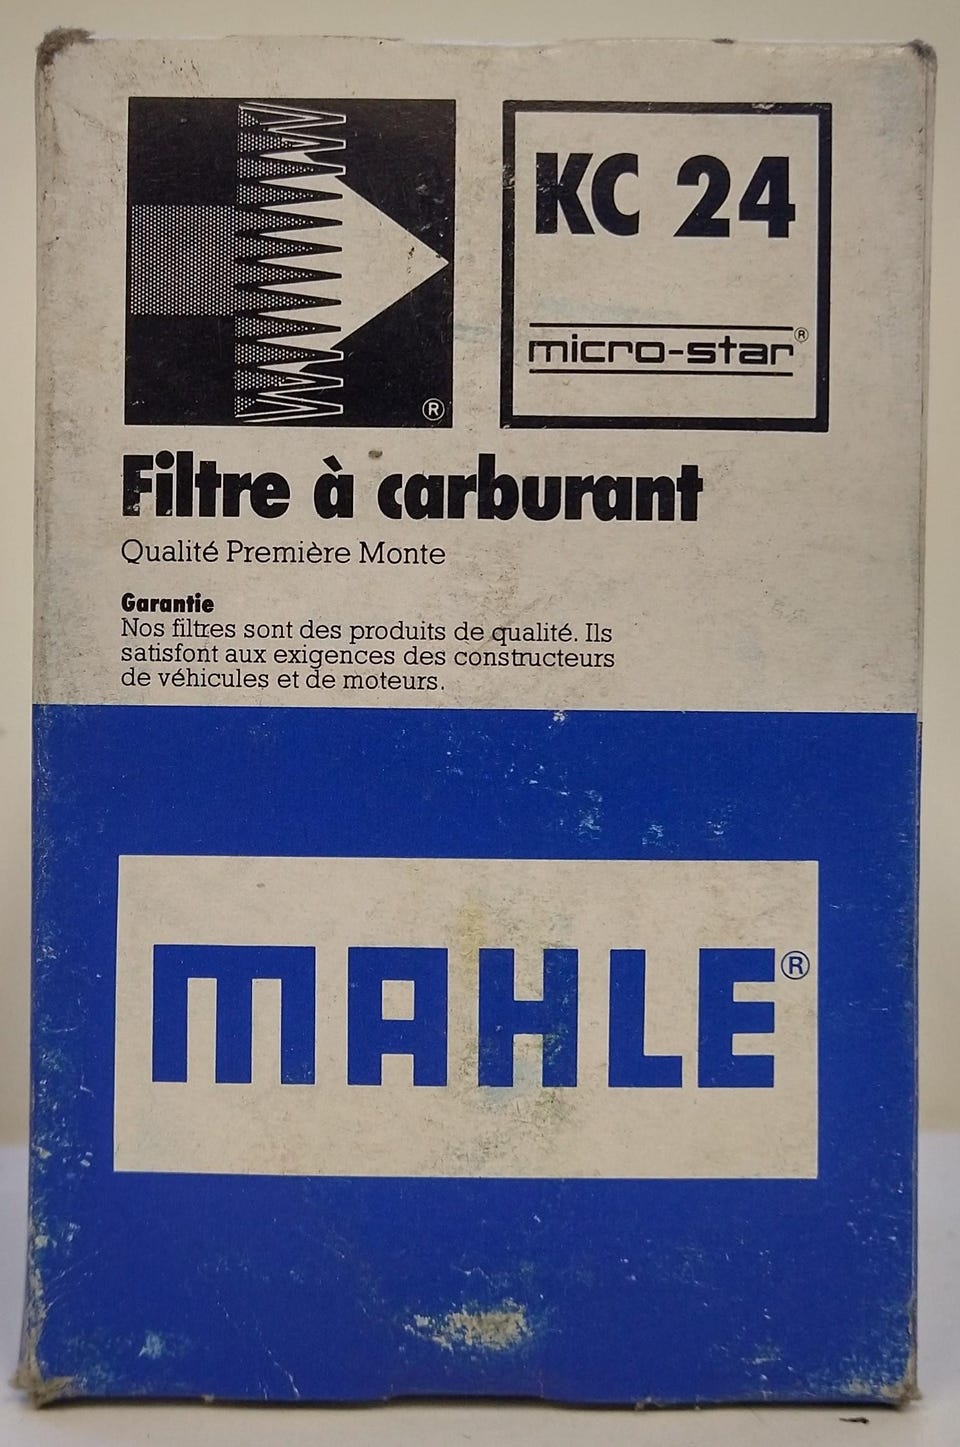 ®
KC 24
micro-star®
Filtre à carburant
Qualité Première Monte
Garantie
Nos filtres sont des produits de qualité. Ils
satisfont aux exigences des constructeurs
de véhicules et de moteurs.
MAHLE®